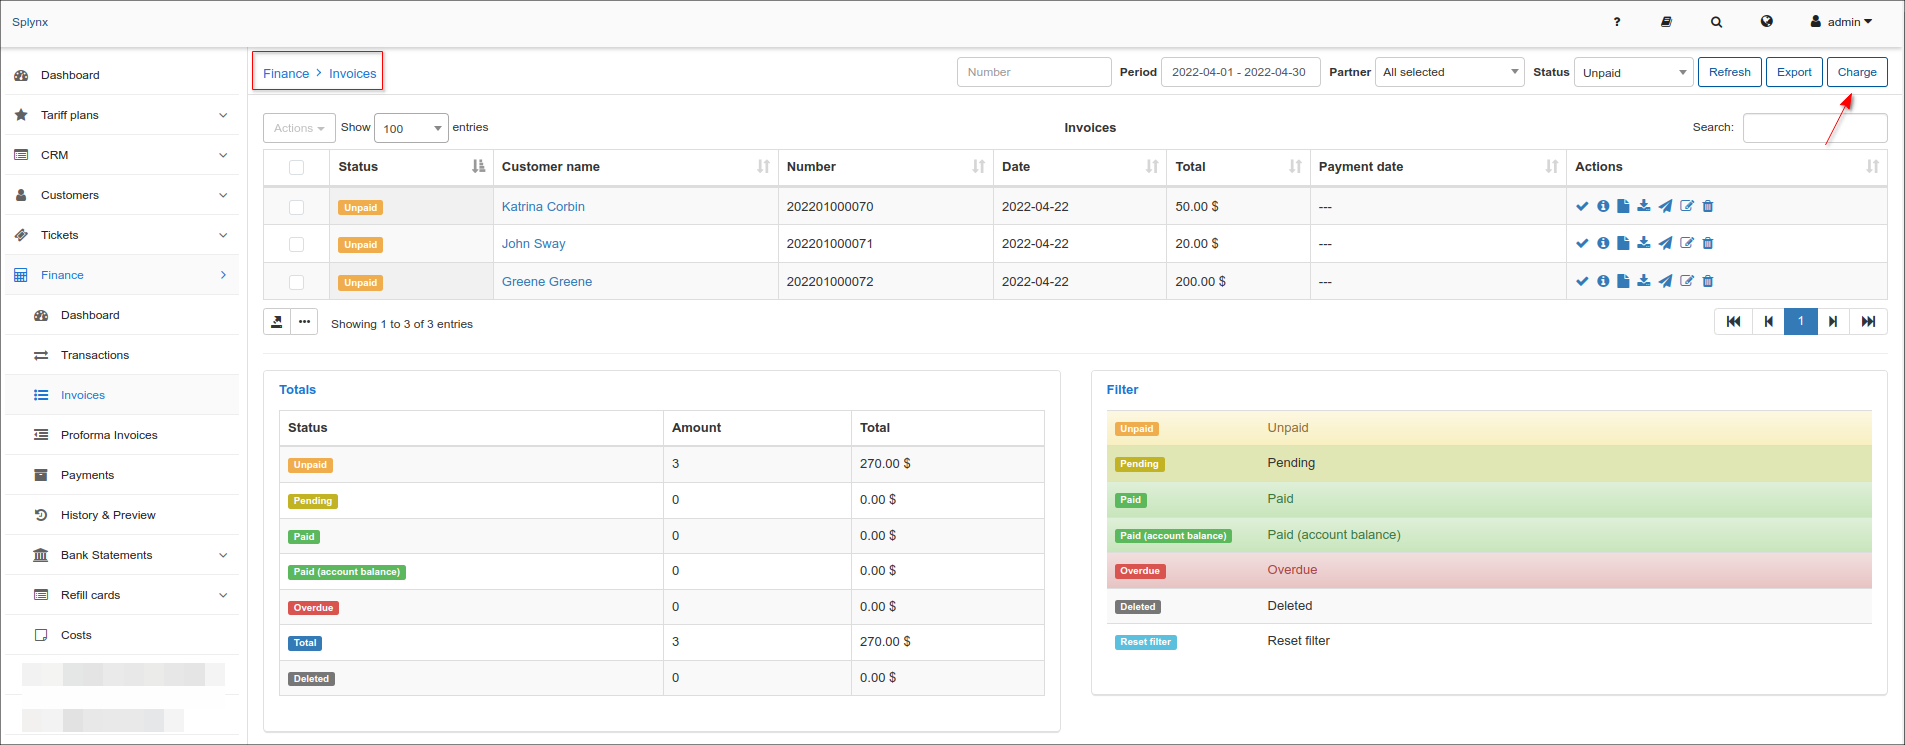 Splynx
? admin
Dashboard
Tariff plans
CRM
Customers
Tickets
Finance
Dashboard
Transactions
Invoices
Proforma Invoices
Payments
History & Preview
Bank Statements
Refill cards
Costs
Finance > Invoices
Number Period 2022-04-01 - 2022-04-30 Partner All selected Status Unpaid Refresh Export Charge
Actions Show 100 entries Invoices Search:
Status Customer name Number Date Total Payment date Actions
Unpaid Katrina Corbin 202201000070 2022-04-22 50.00 $ ---
Unpaid John Sway 202201000071 2022-04-22 20.00 $ ---
Unpaid Greene Greene 202201000072 2022-04-22 200.00 $ ---
Showing 1 to 3 of 3 entries 1
Totals
Status Amount Total
Unpaid 3 270.00 $
Pending 0 0.00 $
Paid 0 0.00 $
Paid (account balance) 0 0.00 $
Overdue 0 0.00 $
Total 3 270.00 $
Deleted 0 0.00 $
Filter
Unpaid Unpaid
Pending Pending
Paid Paid
Paid (account balance) Paid (account balance)
Overdue Overdue
Deleted Deleted
Reset filter Reset filter